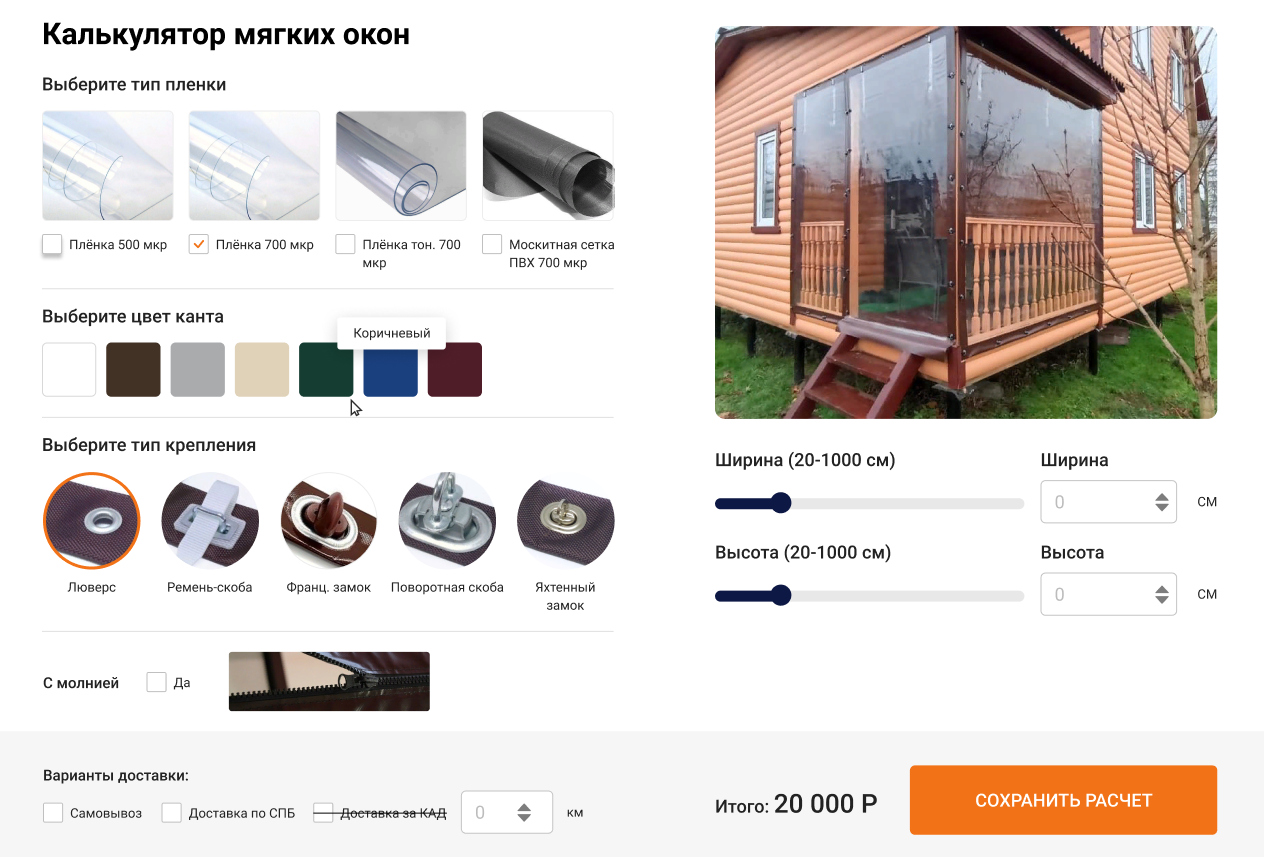 Калькулятор мягких окон
Выберите тип пленки
Плёнка 500 мкр
Плёнка 700 мкр
Плёнка тон. 700
мкр
Москитная сетка
ПВХ 700 мкр
Выберите цвет канта
Коричневый
Выберите тип крепления
Люверс
Ремень-скоба
Франц. замок
Поворотная скоба
Яхтенный
замок
С молнией
Да
Ширина (20-1000 см)
Ширина
0
СМ
Высота (20-1000 см)
Высота
0
СМ
Варианты доставки:
Самовывоз
Доставка по СПБ
Доставка за КАД
0
км
Итого: 20 000 Р
СОХРАНИТЬ РАСЧЕТ